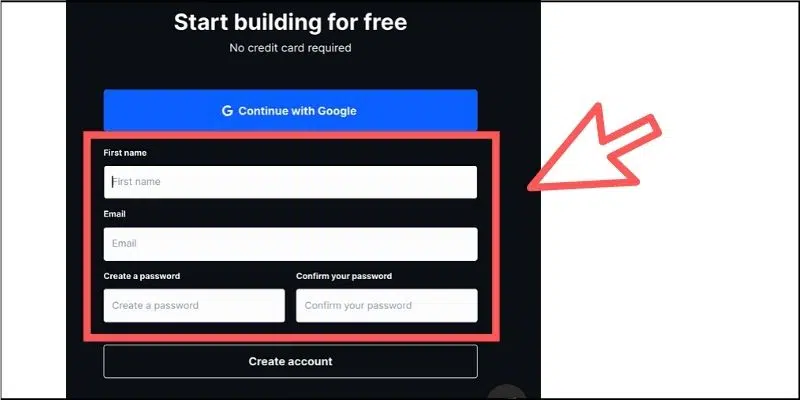 Start building for free
No credit card required
Continue with Google
First name
First name
Email
Email
Create a password Confirm your password
Create a password Confirm your password
Create account